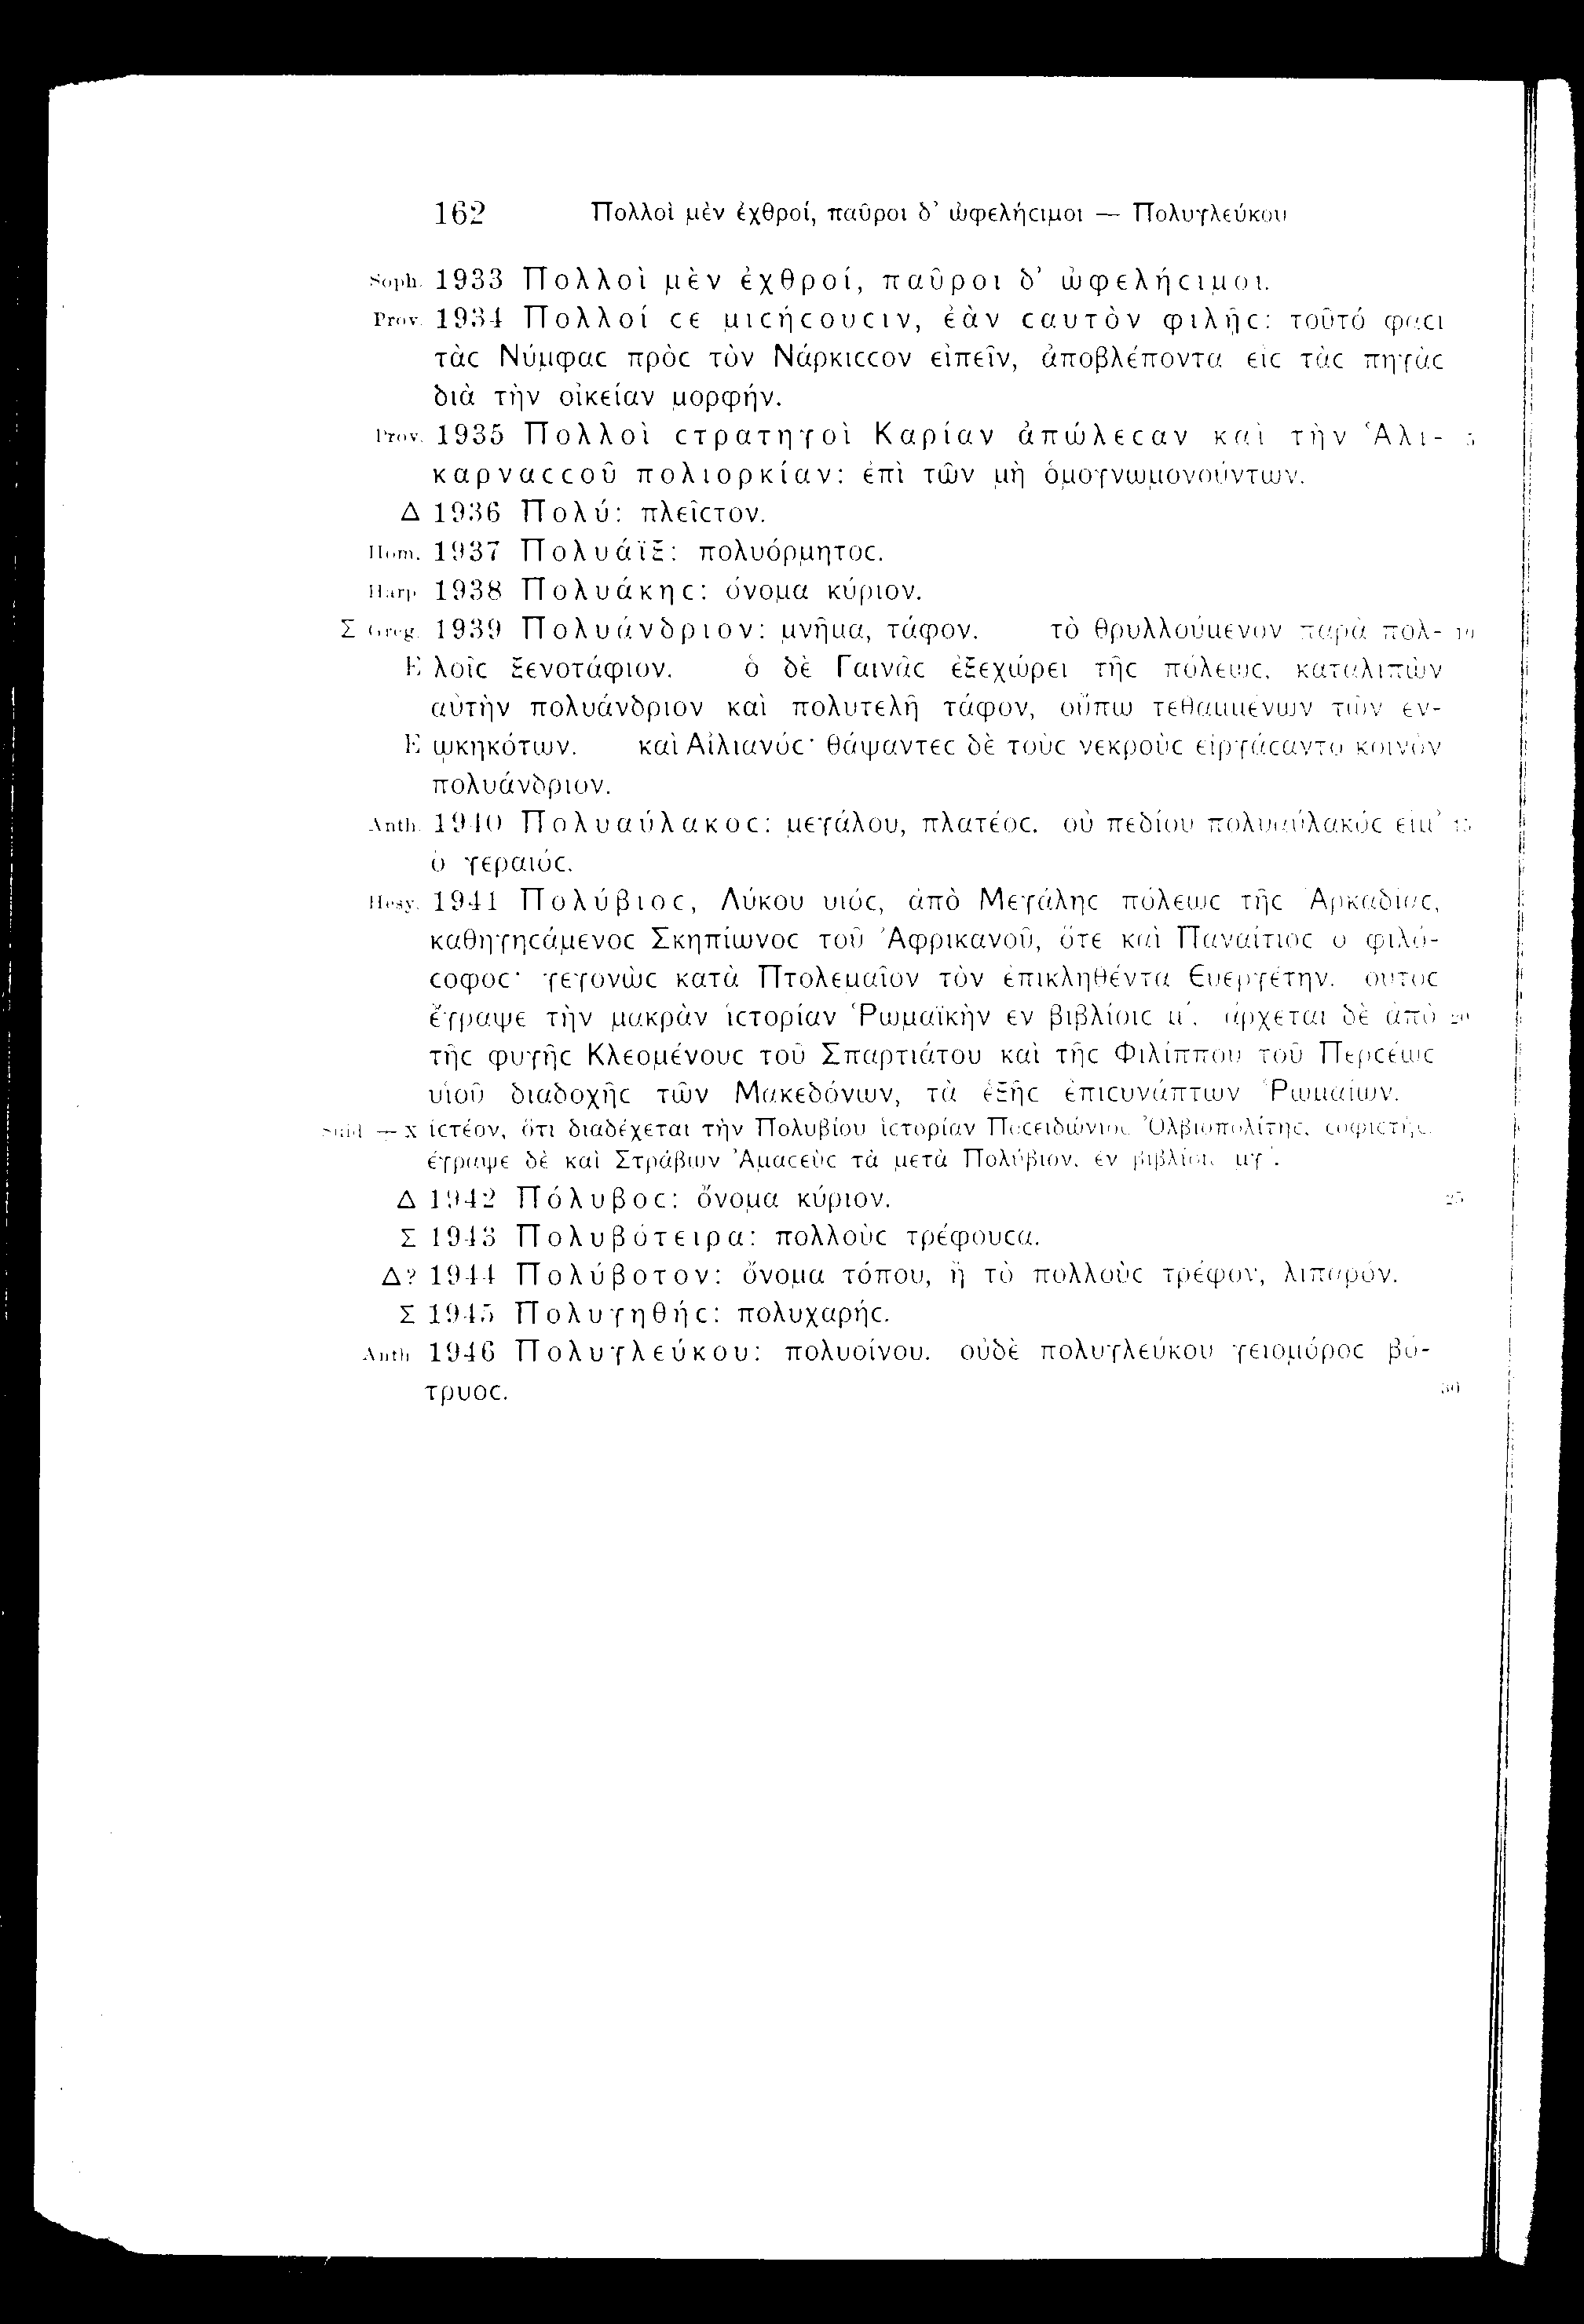 162 Πολλοὶ μὲν ἐχθροί, παῦροι δ’ ὠφελήϲιμοι — Πολυγλεύκου
Soph. 1933 Πολλοὶ μὲν ἐχθροί, παῦροι δ’ ὠφελήϲιμοι.
Prov. 1934 Πολλοί ϲε μιϲήϲουϲιν, ἐὰν ϲαυτὸν φιλῇϲ: τοῦτό φαϲι
τὰϲ Νύμφαϲ πρὸϲ τὸν Νάρκιϲϲον εἰπεῖν, ἀποβλέποντα εἰϲ τὰϲ πηγὰϲ
διὰ τὴν οἰκείαν μορφήν.
Prov. 1935 Πολλοὶ ϲτρατηγοὶ Καρίαν ἀπώλεϲαν καὶ τὴν Ἁλι- 5
καρναϲϲοῦ πολιορκίαν: ἐπὶ τῶν μὴ ὁμογνωμονούντων.
Δ 1936 Πολύ: πλεῖϲτον.
Hom. 1937 Πολυάϊξ: πολυόρμητοϲ.
Harp. 1938 Πολυάκηϲ: ὄνομα κύριον.
Σ Greg. 1939 Πολυάνδριον: μνῆμα, τάφον. τὸ θρυλλούμενον παρὰ πολ- 10
E λοῖϲ ξενοτάφιον. ὁ δὲ Γαινᾶϲ ἐξεχώρει τῆϲ πόλεωϲ, καταλιπὼν
αὐτὴν πολυάνδριον καὶ πολυτελῆ τάφον, οὔπω τεθαμμένων τῶν ἐν-
E ῳκηκότων. καὶ Αἰλιανόϲ· θάψαντεϲ δὲ τοὺϲ νεκροὺϲ εἰργάϲαντο κοινὸν
πολυάνδριον.
Anth. 1940 Πολυαύλακοϲ: μεγάλου, πλατέοϲ. οὐ πεδίου πολυαύλακόϲ εἰμ’ 15
ὁ γεραιόϲ.
Hesy. 1941 Πολύβιοϲ, Λύκου υἱόϲ, ἀπὸ Μεγάληϲ πόλεωϲ τῆϲ Ἀρκαδίαϲ,
καθηγηϲάμενοϲ Σκηπίωνοϲ τοῦ Ἀφρικανοῦ, ὅτε καὶ Παναίτιοϲ ὁ φιλό-
ϲοφοϲ· γεγονὼϲ κατὰ Πτολεμαῖον τὸν ἐπικληθέντα Εὐεργέτην. οὗτοϲ
ἔγραψε τὴν μακρὰν ἱϲτορίαν Ῥωμαϊκὴν ἐν βιβλίοιϲ μ΄. ἄρχεται δὲ ἀπὸ 20
τῆϲ φυγῆϲ Κλεομένουϲ τοῦ Σπαρτιάτου καὶ τῆϲ Φιλίππου τοῦ Περϲέωϲ
υἱοῦ διαδοχῆϲ τῶν Μακεδόνων, τὰ ἑξῆϲ ἐπιϲυνάπτων Ῥωμαίων.
Suid — x ἰϲτέον, ὅτι διαδέχεται τὴν Πολυβίου ἱϲτορίαν Ποϲειδώνιοϲ Ὀλβιοπολίτηϲ, ϲοφιϲτήϲ.
ἔγραψε δὲ καὶ Στράβων Ἀμαϲεὺϲ τὰ μετὰ Πολύβιον, ἐν βιβλίοιϲ μγ΄.
Δ 1942 Πόλυβοϲ: ὄνομα κύριον. 25
Σ 1943 Πολυβότειρα: πολλοὺϲ τρέφουϲα.
Δ? 1944 Πολύβοτον: ὄνομα τόπου, ἢ τὸ πολλοὺϲ τρέφον, λιπαρόν.
Σ 1945 Πολυγηθήϲ: πολυχαρήϲ.
Anth 1946 Πολυγλεύκου: πολυοίνου. οὐδὲ πολυγλεύκου γειομόροϲ βό-
τρυοϲ. 30